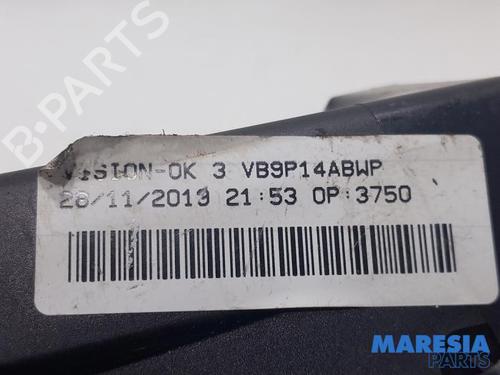 B-PARTS
VISION-OK 3 VB9P14ABWP
28/11/2013 21:53 OP:3750
MARESIA
PARTS